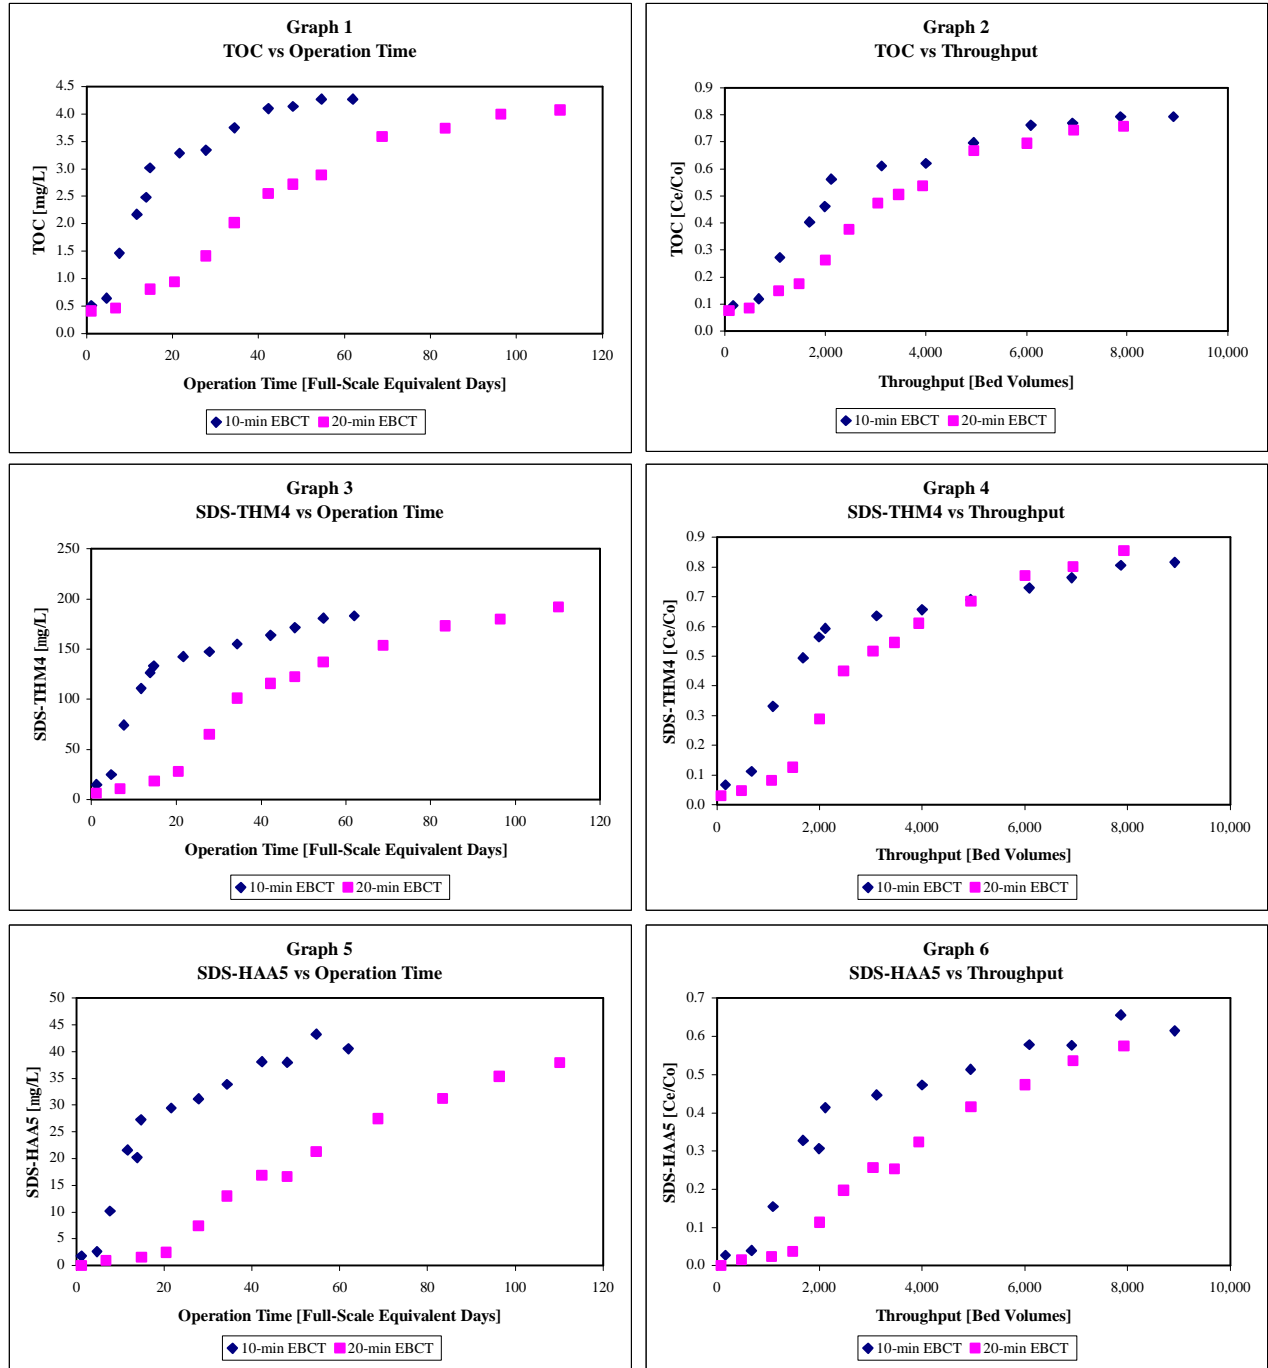 Graph 1
TOC vs Operation Time
4.5
4.0
3.5
3.0
2.5
2.0
1.5
1.0
0.5
0.0
TOC [mg/L]
0 20 40 60 80 100 120
Operation Time [Full-Scale Equivalent Days]
10-min EBCT 20-min EBCT
Graph 2
TOC vs Throughput
0.9
0.8
0.7
0.6
0.5
0.4
0.3
0.2
0.1
0.0
TOC [Ce/Co]
0 2,000 4,000 6,000 8,000 10,000
Throughput [Bed Volumes]
10-min EBCT 20-min EBCT
Graph 3
SDS-THM4 vs Operation Time
250
200
150
100
50
0
SDS-THM4 [mg/L]
0 20 40 60 80 100 120
Operation Time [Full-Scale Equivalent Days]
10-min EBCT 20-min EBCT
Graph 4
SDS-THM4 vs Throughput
0.9
0.8
0.7
0.6
0.5
0.4
0.3
0.2
0.1
0.0
SDS-THM4 [Ce/Co]
0 2,000 4,000 6,000 8,000 10,000
Throughput [Bed Volumes]
10-min EBCT 20-min EBCT
Graph 5
SDS-HAA5 vs Operation Time
50
45
40
35
30
25
20
15
10
5
0
SDS-HAA5 [mg/L]
0 20 40 60 80 100 120
Operation Time [Full-Scale Equivalent Days]
10-min EBCT 20-min EBCT
Graph 6
SDS-HAA5 vs Throughput
0.7
0.6
0.5
0.4
0.3
0.2
0.1
0.0
SDS-HAA5 [Ce/Co]
0 2,000 4,000 6,000 8,000 10,000
Throughput [Bed Volumes]
10-min EBCT 20-min EBCT